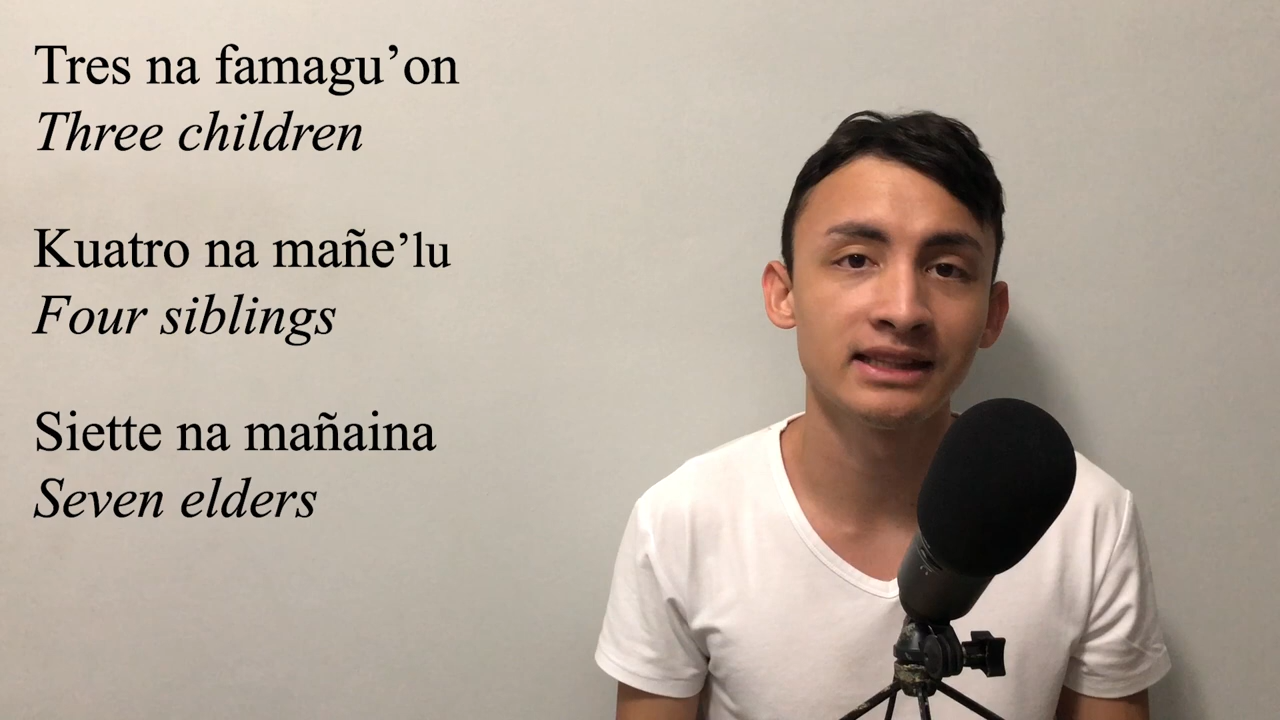 Tres na famagu’on
Three children
Kuatro na mañe’lu
Four siblings
Siette na mañaina
Seven elders